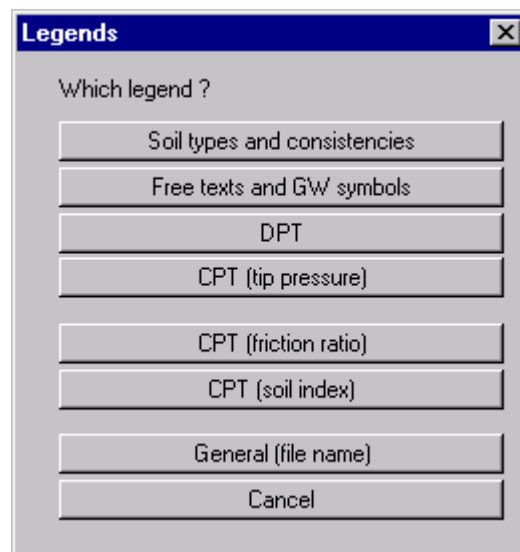 Legends
Which legend ?
Soil types and consistencies
Free texts and GW symbols
DPT
CPT (tip pressure)
CPT (friction ratio)
CPT (soil index)
General (file name)
Cancel